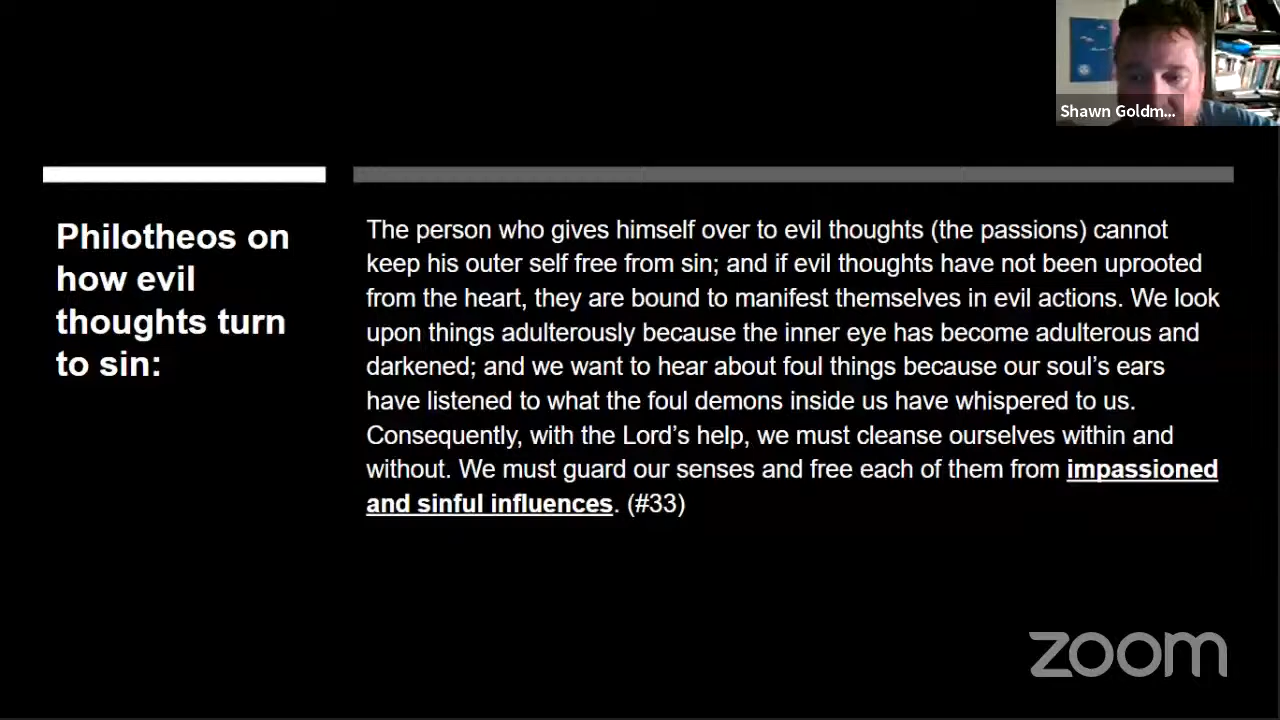 Shawn Goldm...
Philotheos on
how evil
thoughts turn
to sin:
The person who gives himself over to evil thoughts (the passions) cannot
keep his outer self free from sin; and if evil thoughts have not been uprooted
from the heart, they are bound to manifest themselves in evil actions. We look
upon things adulterously because the inner eye has become adulterous and
darkened; and we want to hear about foul things because our soul’s ears
have listened to what the foul demons inside us have whispered to us.
Consequently, with the Lord’s help, we must cleanse ourselves within and
without. We must guard our senses and free each of them from impassioned
and sinful influences. (#33)
zoom